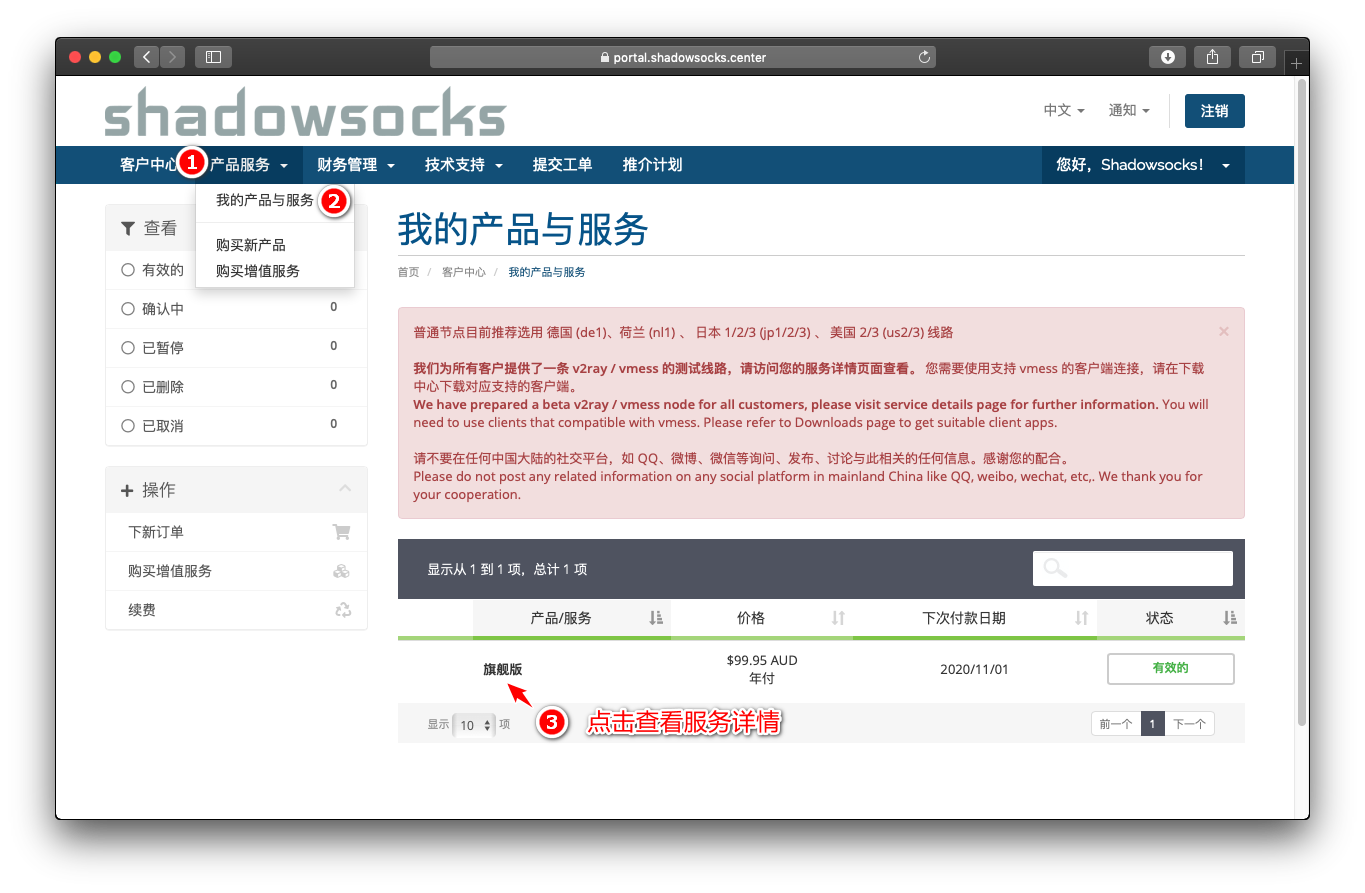 portal.shadowsocks.center
shadowsocks
中文
通知
注销
客户中心
1
产品服务
财务管理
技术支持
提交工单
推介计划
您好，Shadowsocks!
我的产品与服务
2
购买新产品
购买增值服务
查看
有效的
确认中
0
已暂停
0
已删除
0
已取消
0
操作
下新订单
购买增值服务
续费
我的产品与服务
首页 / 客户中心 / 我的产品与服务
普通节点目前推荐选用 德国 (de1)、荷兰 (nl1) 、 日本 1/2/3 (jp1/2/3) 、 美国 2/3 (us2/3) 线路
×
我们为所有客户提供了一条 v2ray / vmess 的测试线路，请访问您的服务详情页面查看。 您需要使用支持 vmess 的客户端连接，请在下载
中心下载对应支持的客户端。
We have prepared a beta v2ray / vmess node for all customers, please visit service details page for further information. You will
need to use clients that compatible with vmess. Please refer to Downloads page to get suitable client apps.
请不要在任何中国大陆的社交平台，如 QQ、微博、微信等询问、发布、讨论与此相关的任何信息。感谢您的配合。
Please do not post any related information on any social platform in mainland China like QQ, weibo, wechat, etc,. We thank you for
your cooperation.
显示从 1 到 1 项，总计 1 项
产品/服务
价格
下次付款日期
状态
旗舰版
$99.95 AUD
年付
2020/11/01
有效的
显示 10 项
3
点击查看服务详情
前一个 1 下一个